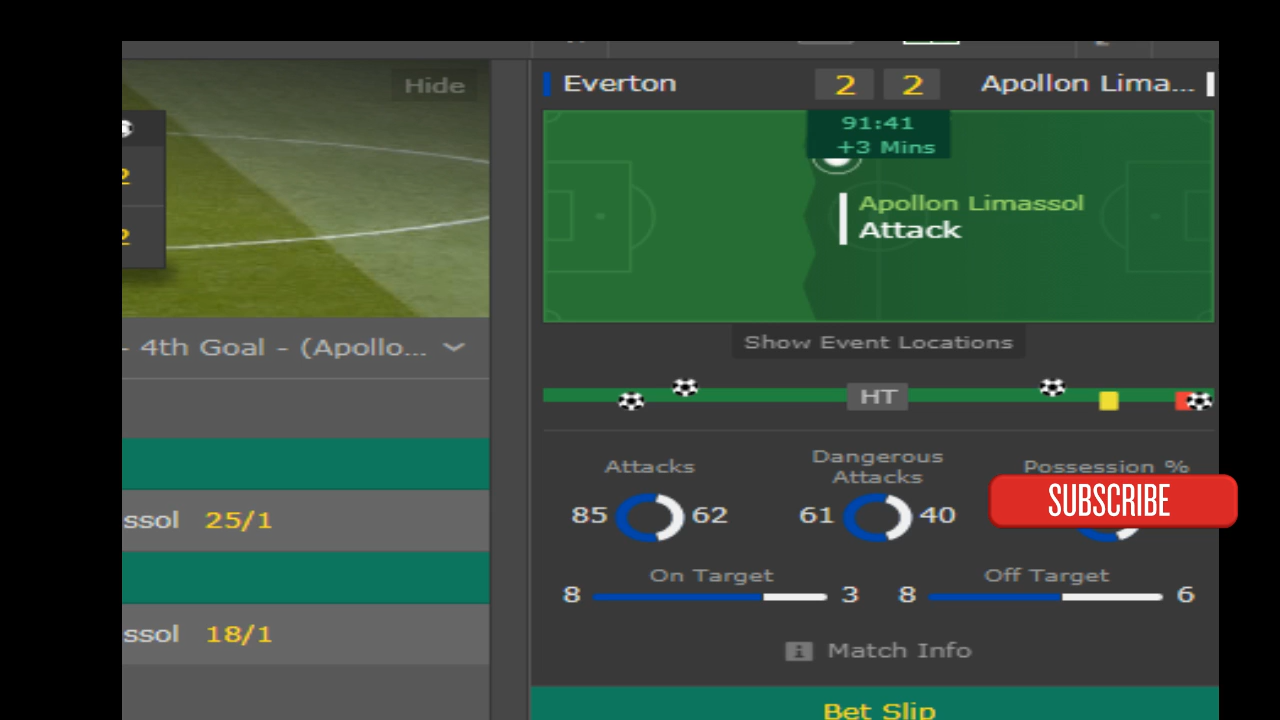 Hide
2
2
- 4th Goal - (Apollo...
ssol 25/1
ssol 18/1
Everton 2 2 Apollon Lima...
91:41
+3 Mins
Apollon Limassol
Attack
Show Event Locations
HT
Attacks
Dangerous
Attacks
Possession %
85 62
61 40
SUBSCRIBE
On Target
Off Target
8 3
8 6
i Match Info
Bet Slip